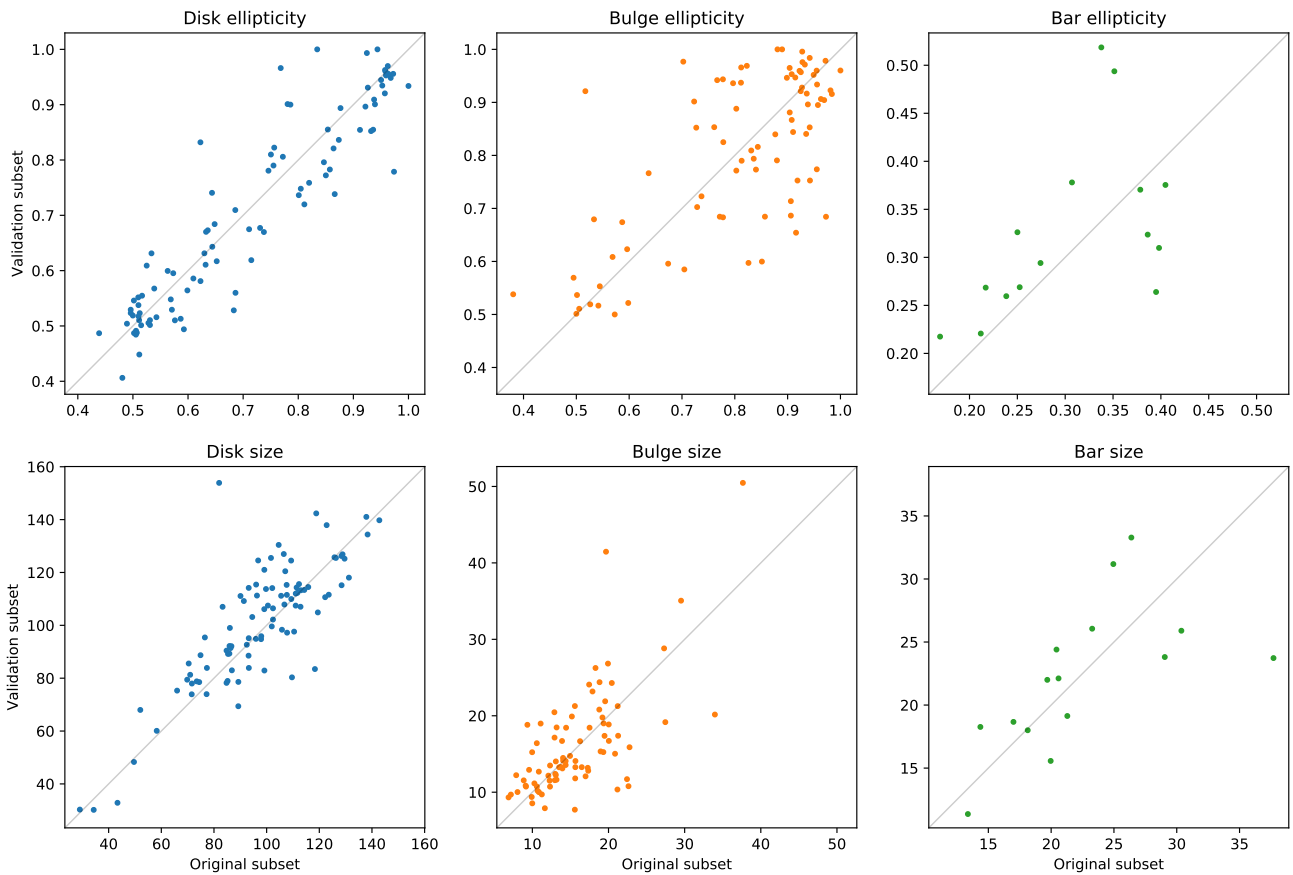 Disk ellipticity
Bulge ellipticity
Bar ellipticity
Validation subset
1.0
0.9
0.8
0.7
0.6
0.5
0.4
0.4 0.5 0.6 0.7 0.8 0.9 1.0
1.0
0.9
0.8
0.7
0.6
0.5
0.4
0.4 0.5 0.6 0.7 0.8 0.9 1.0
0.50
0.45
0.40
0.35
0.30
0.25
0.20
0.20 0.25 0.30 0.35 0.40 0.45 0.50
Disk size
Bulge size
Bar size
Validation subset
160
140
120
100
80
60
40
40 60 80 100 120 140 160
Original subset
50
40
30
20
10
10 20 30 40 50
Original subset
35
30
25
20
15
15 20 25 30 35
Original subset